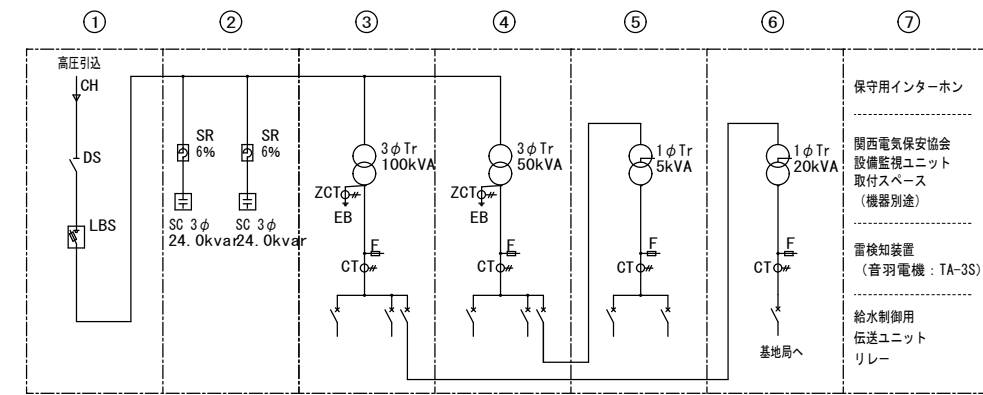 ①
②
③
④
⑤
⑥
⑦
高圧引込
CH
DS
LBS
SR
6%
SC 3φ
24.0kvar
SR
6%
SC 3φ
24.0kvar
3φTr
100kVA
ZCT
EB
F
CT
3φTr
50kVA
ZCT
EB
F
CT
1φTr
5kVA
F
CT
1φTr
20kVA
F
CT
基地局へ
保守用インターホン
関西電気保安協会
設備監視ユニット
取付スペース
（機器別途）
雷検知装置
（音羽電機：TA-3S）
給水制御用
伝送ユニット
リレー